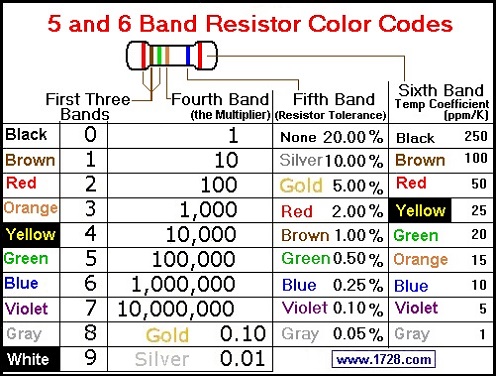 5 and 6 Band Resistor Color Codes
First Three Bands
Fourth Band (the Multiplier)
Fifth Band (Resistor Tolerance)
Sixth Band Temp Coefficient (ppm/K)
Black 0 1 None 20.00 % Black 250
Brown 1 10 Silver 10.00 % Brown 100
Red 2 100 Gold 5.00 % Red 50
Orange 3 1,000 Red 2.00 % Yellow 25
Yellow 4 10,000 Brown 1.00 % Green 20
Green 5 100,000 Green 0.50 % Orange 15
Blue 6 1,000,000 Blue 0.25 % Blue 10
Violet 7 10,000,000 Violet 0.10 % Violet 5
Gray 8 Gold 0.10 Gray 0.05 % Gray 1
White 9 Silver 0.01 www.1728.com